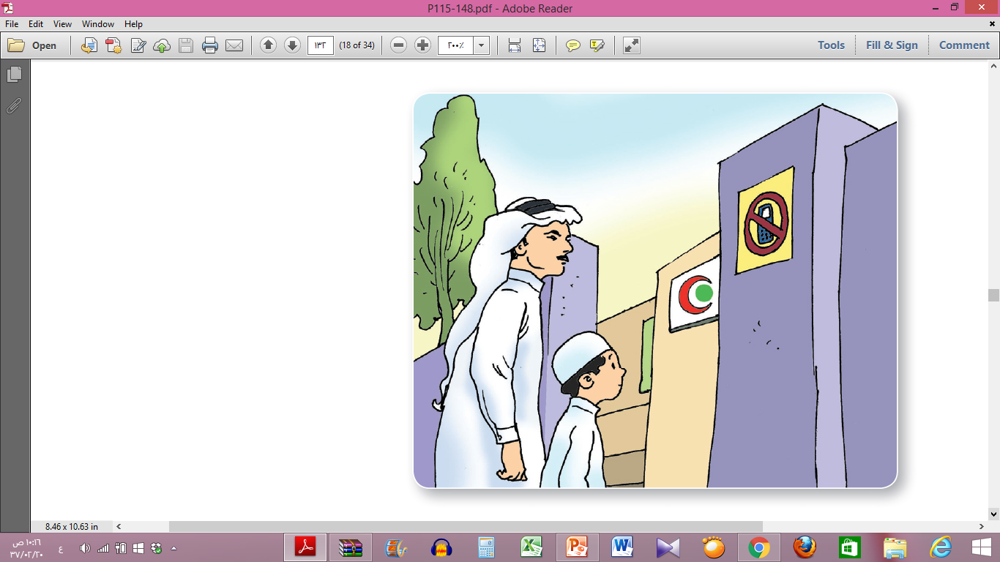 P115-148.pdf - Adobe Reader
File Edit View Window Help
Open ١٣٢ (18 of 34) ٢٠٠٪ Tools Fill & Sign Comment
8.46 x 10.63 in
١٠:١٦ ص ع
٣٧/٠٢/٢٠